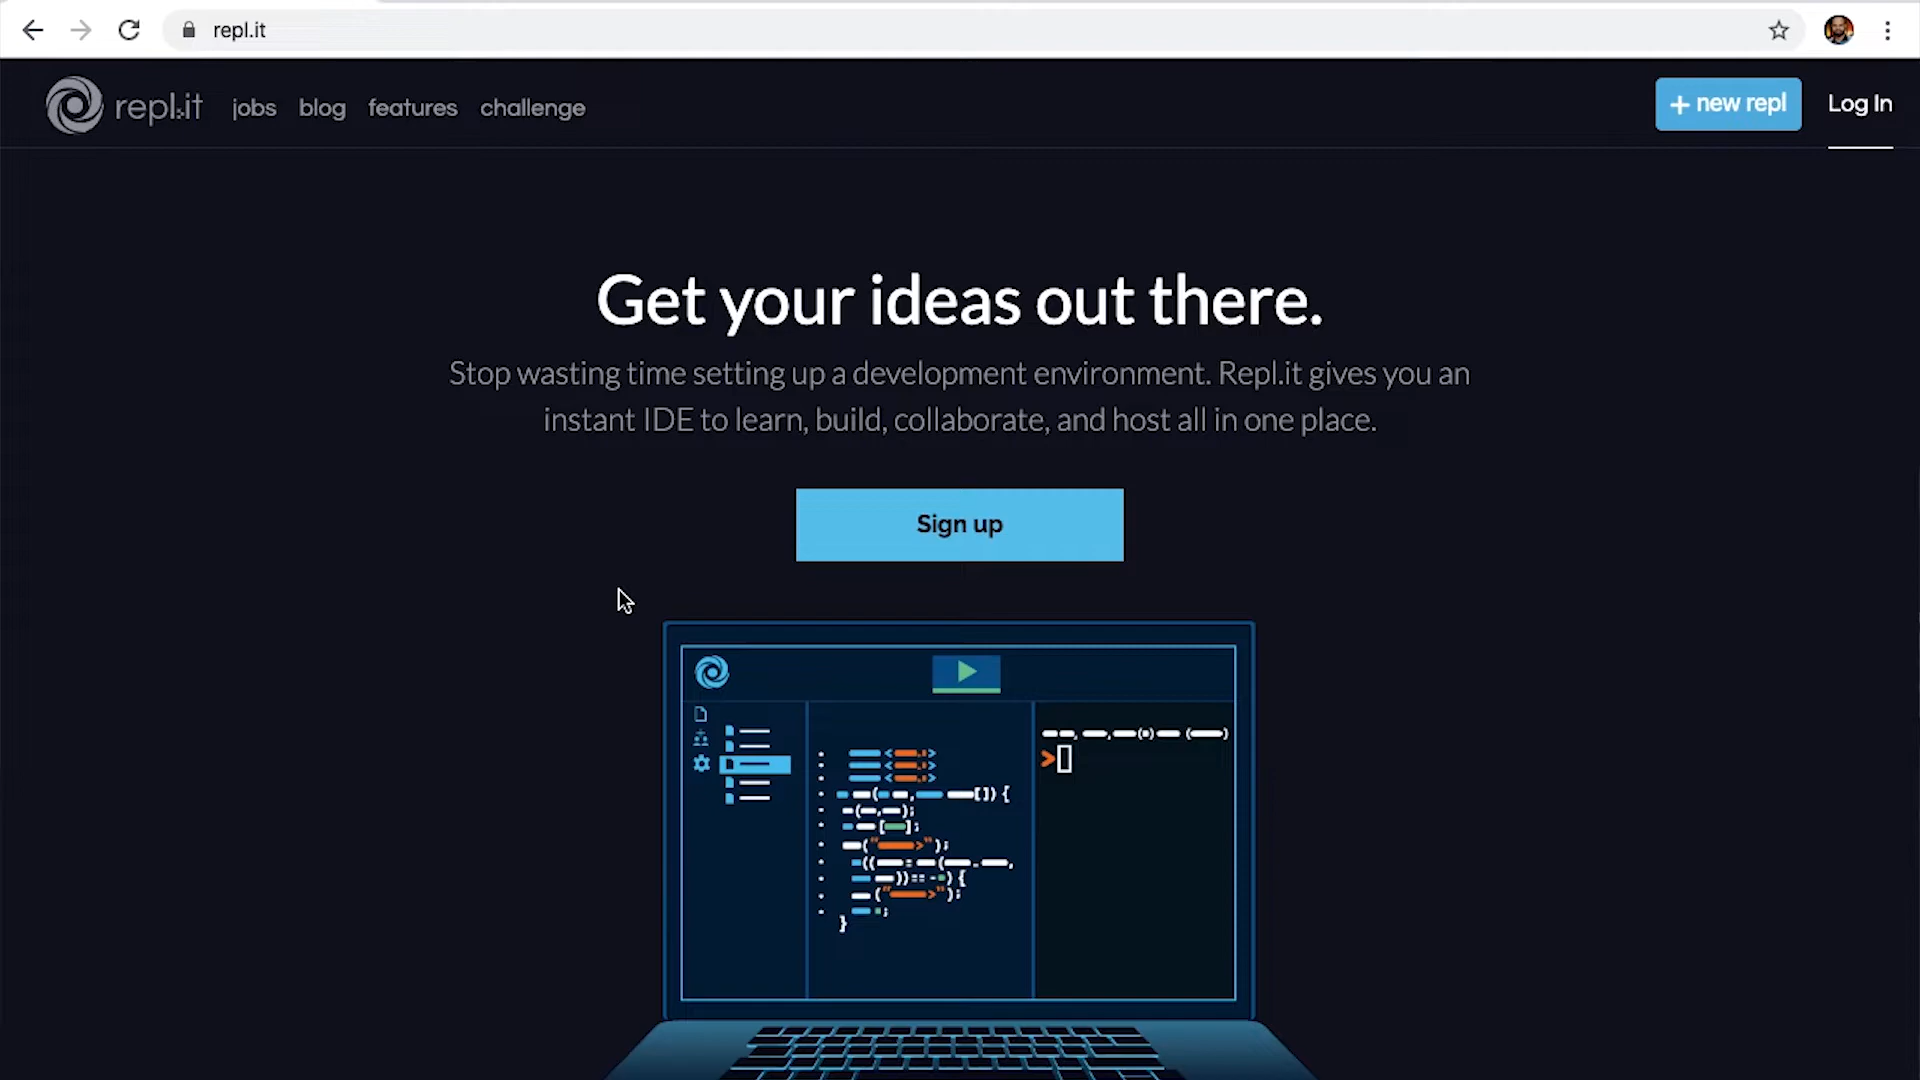 repl.it
repl.it jobs blog features challenge + new repl Log In
Get your ideas out there.
Stop wasting time setting up a development environment. Repl.it gives you an
instant IDE to learn, build, collaborate, and host all in one place.
Sign up